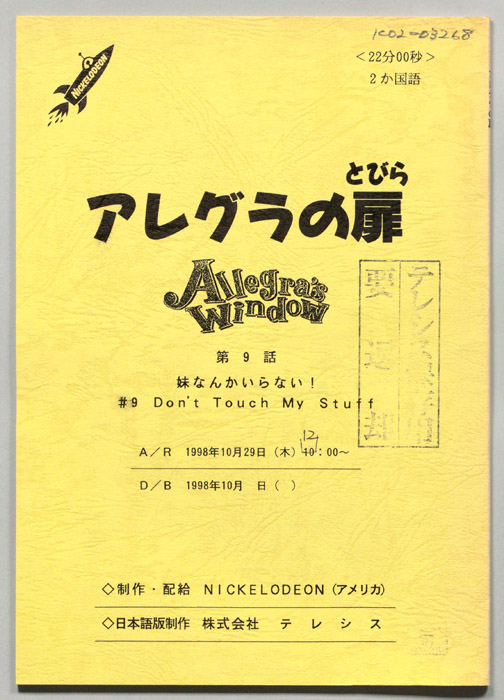 K02-03268
NICKELODEON
<22分00秒>
2か国語
とびら
アレグラの扉
Allegra's
Window
第 9 話
妹なんかいらない!
#9 Don't Touch My Stuff
A/R 1998年10月29日 (木) 10:00~
12
D/B 1998年10月 日 ( )
◇制作・配給 NICKELODEON (アメリカ)
◇日本語版制作 株式会社 テレシス